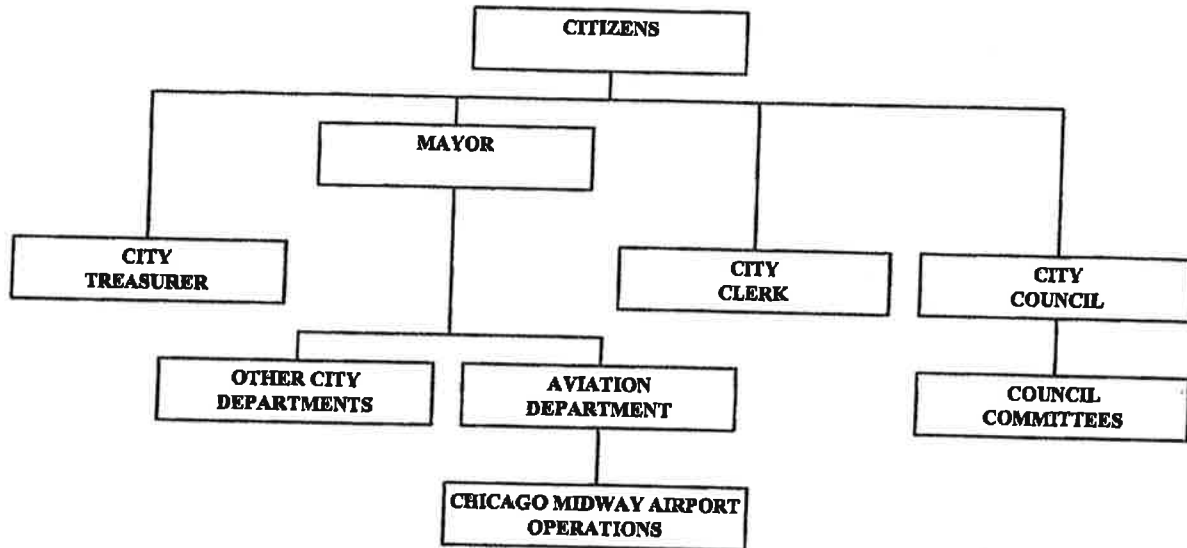 CITIZENS
MAYOR
CITY
TREASURER
CITY
CLERK
CITY
COUNCIL
OTHER CITY
DEPARTMENTS
AVIATION
DEPARTMENT
COUNCIL
COMMITTEES
CHICAGO MIDWAY AIRPORT
OPERATIONS